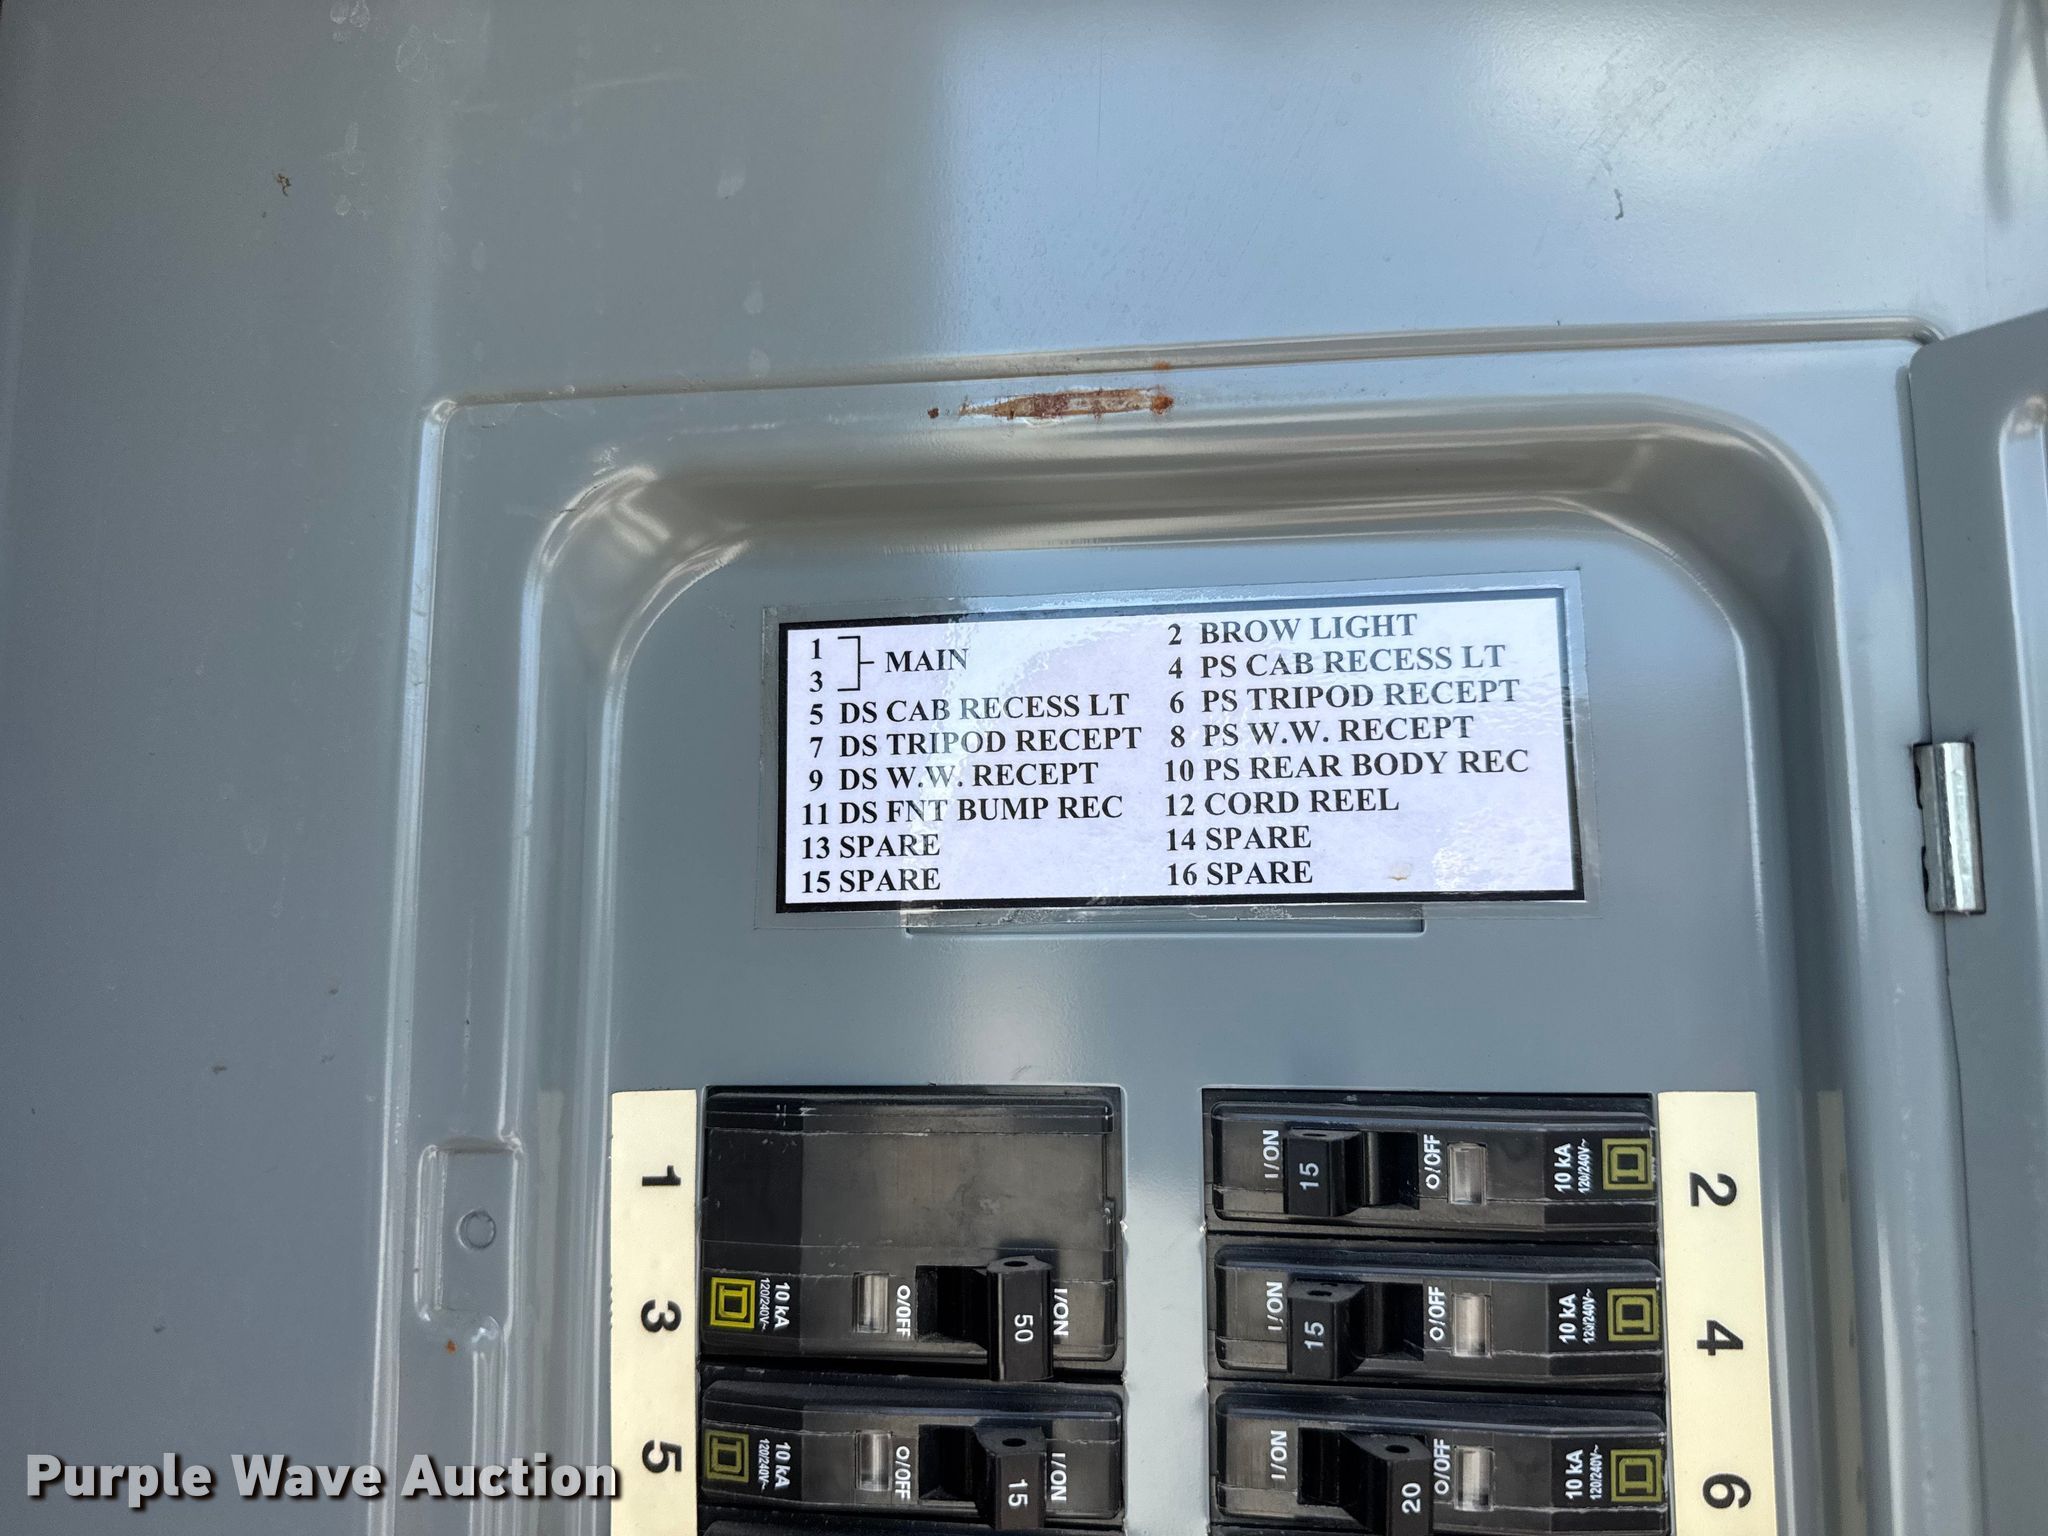 1
3
MAIN
5 DS CAB RECESS LT
7 DS TRIPOD RECEPT
9 DS W.W. RECEPT
11 DS FNT BUMP REC
13 SPARE
15 SPARE
2 BROW LIGHT
4 PS CAB RECESS LT
6 PS TRIPOD RECEPT
8 PS W.W. RECEPT
10 PS REAR BODY REC
12 CORD REEL
14 SPARE
16 SPARE
1
3
10 kA
120/240V~
O/OFF
50
I/ON
5
10 kA
120/240V~
O/OFF
15
I/ON
I/ON
15
O/OFF
10 kA
120/240V~
2
I/ON
15
O/OFF
10 kA
120/240V~
4
I/ON
20
O/OFF
10 kA
120/240V~
6
Purple Wave Auction